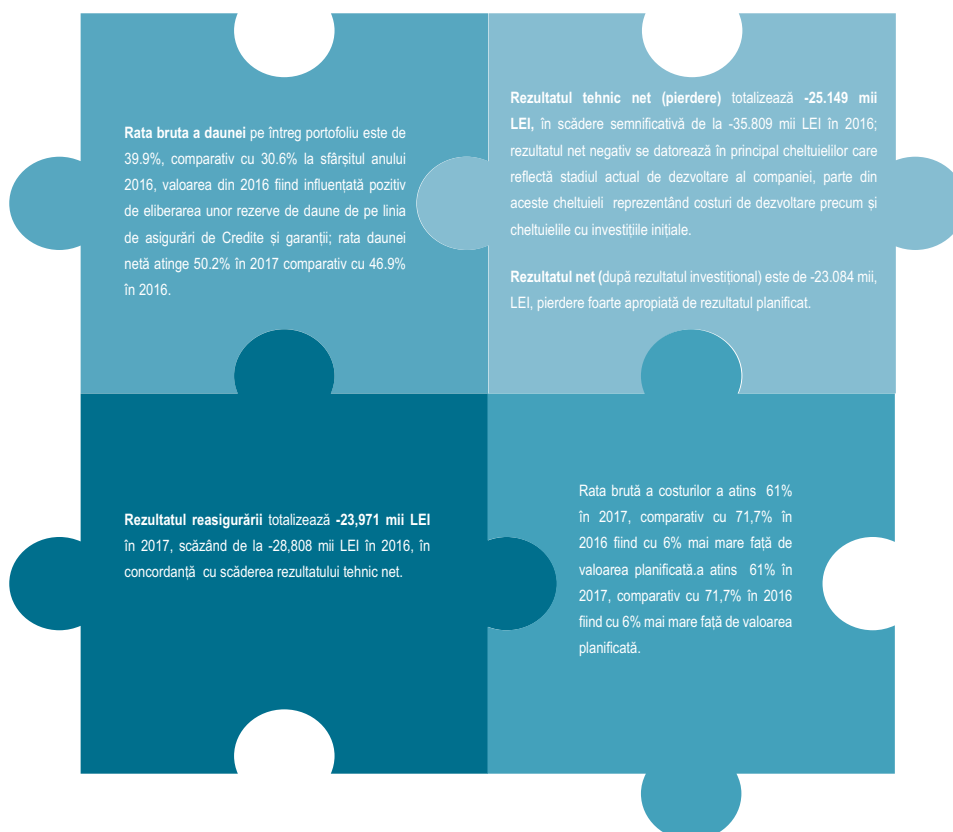 Rata bruta a daunei pe întreg portofoliu este de
39.9%, comparativ cu 30.6% la sfârșitul anului
2016, valoarea din 2016 fiind influențată pozitiv
de eliberarea unor rezerve de daune de pe linia
de asigurări de Credite și garanții; rata daunei
netă atinge 50.2% în 2017 comparativ cu 46.9%
în 2016.
Rezultatul tehnic net (pierdere) totalizează -25.149 mii
LEI, în scădere semnificativă de la -35.809 mii LEI în 2016;
rezultatul net negativ se datorează în principal cheltuielilor care
reflectă stadiul actual de dezvoltare al companiei, parte din
aceste cheltuieli reprezentând costuri de dezvoltare precum și
cheltuielile cu investițiile inițiale.
Rezultatul net (după rezultatul investițional) este de -23.084 mii,
LEI, pierdere foarte apropiată de rezultatul planificat.
Rezultatul reasigurării totalizează -23,971 mii LEI
în 2017, scăzând de la -28,808 mii LEI în 2016, în
concordanță cu scăderea rezultatului tehnic net.
Rata brută a costurilor a atins 61%
în 2017, comparativ cu 71,7% în
2016 fiind cu 6% mai mare față de
valoarea planificată.a atins 61% în
2017, comparativ cu 71,7% în 2016
fiind cu 6% mai mare față de valoarea
planificată.